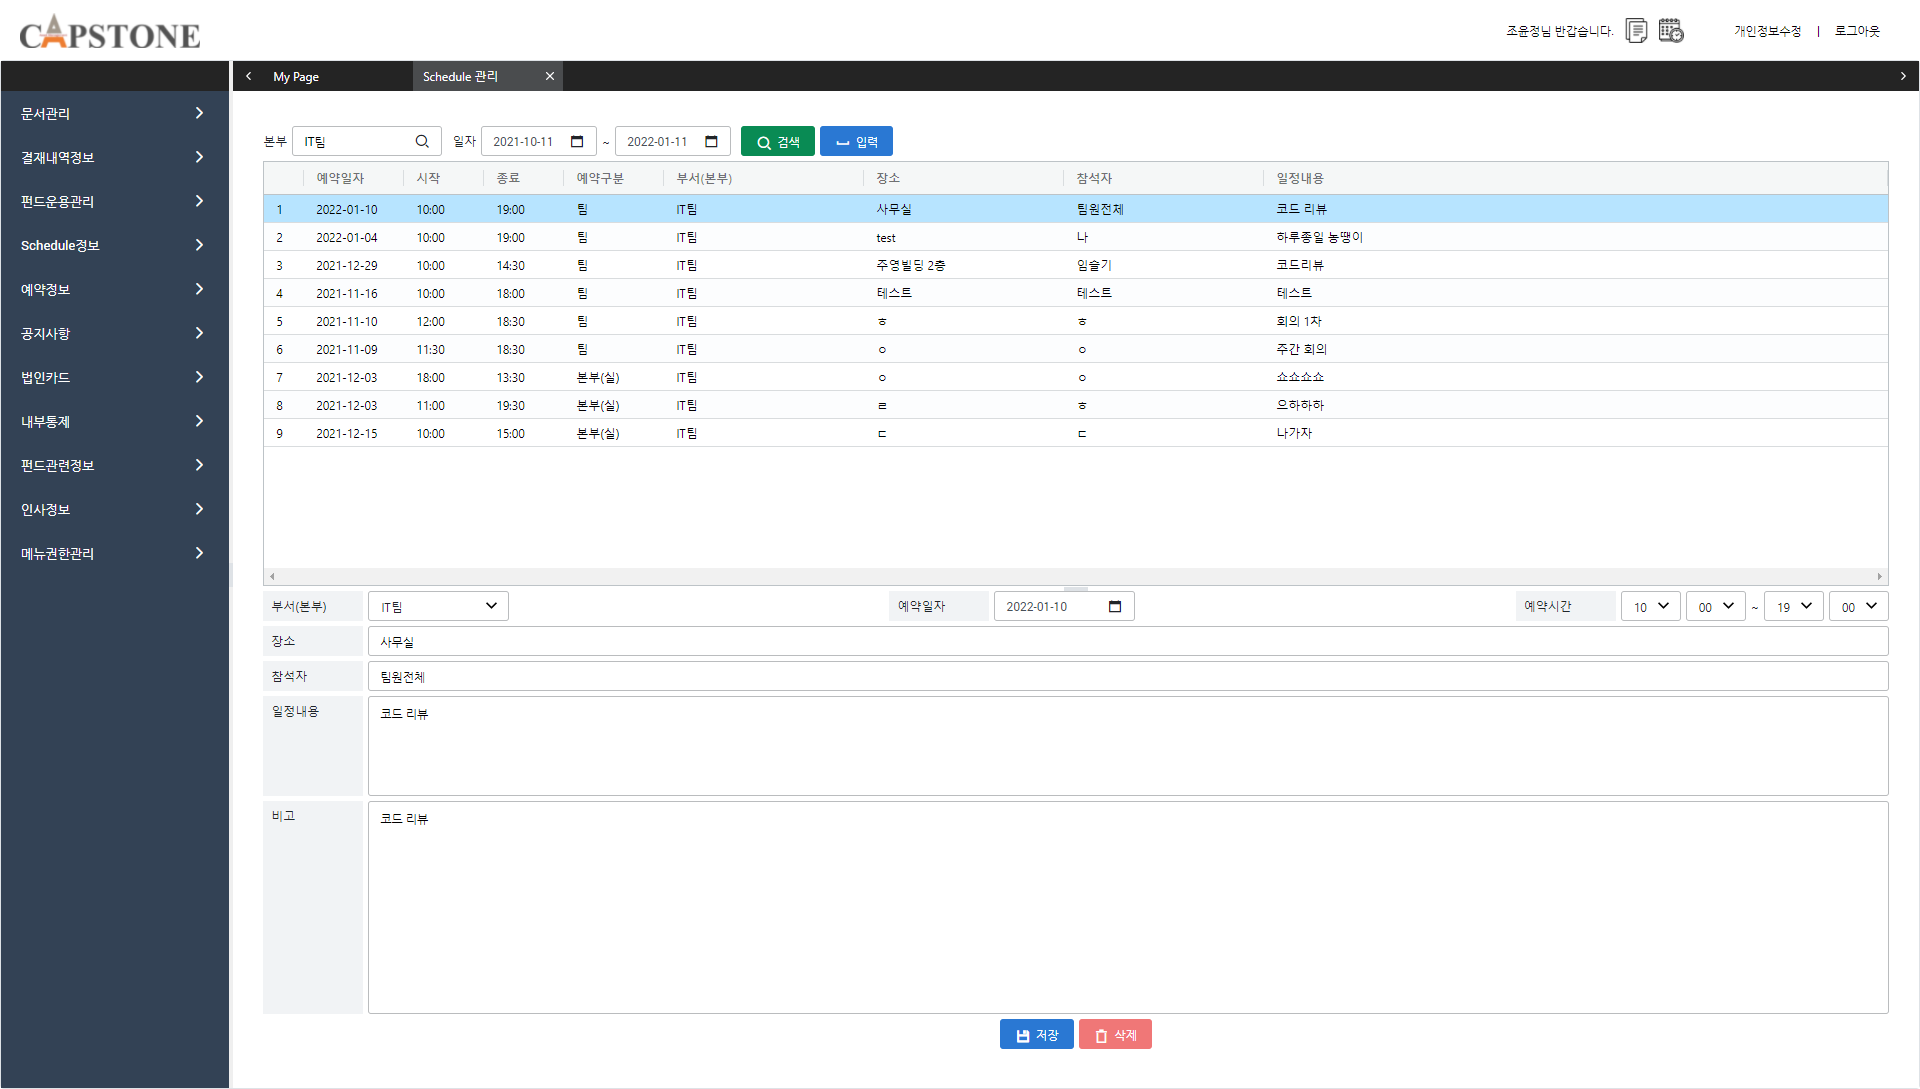 CAPSTONE
조윤정님 반갑습니다. 개인정보수정 | 로그아웃
My Page Schedule 관리
문서관리
결재내역정보
펀드운용관리
Schedule정보
예약정보
공지사항
법인카드
내부통제
펀드관련정보
인사정보
메뉴권한관리
본부 IT팀 일자 2021-10-11 ~ 2022-01-11 검색 입력
예약일자 시작 종료 예약구분 부서(본부) 장소 참석자 일정내용
1 2022-01-10 10:00 19:00 팀 IT팀 사무실 팀원전체 코드 리뷰
2 2022-01-04 10:00 19:00 팀 IT팀 test 나 하루종일 농땡이
3 2021-12-29 10:00 14:30 팀 IT팀 주영빌딩 2층 임슬기 코드리뷰
4 2021-11-16 10:00 18:00 팀 IT팀 테스트 테스트 테스트
5 2021-11-10 12:00 18:30 팀 IT팀 ㅎ ㅎ 회의 1차
6 2021-11-09 11:30 18:30 팀 IT팀 ㅇ ㅇ 주간 회의
7 2021-12-03 18:00 13:30 본부(실) IT팀 ㅇ ㅇ 쇼쇼쇼쇼
8 2021-12-03 11:00 19:30 본부(실) IT팀 ㄹ ㅎ 으하하하
9 2021-12-15 10:00 15:00 본부(실) IT팀 ㄷ ㄷ 나가자
부서(본부) IT팀 예약일자 2022-01-10 예약시간 10 00 ~ 19 00
장소 사무실
참석자 팀원전체
일정내용 코드 리뷰
비고 코드 리뷰
저장 삭제